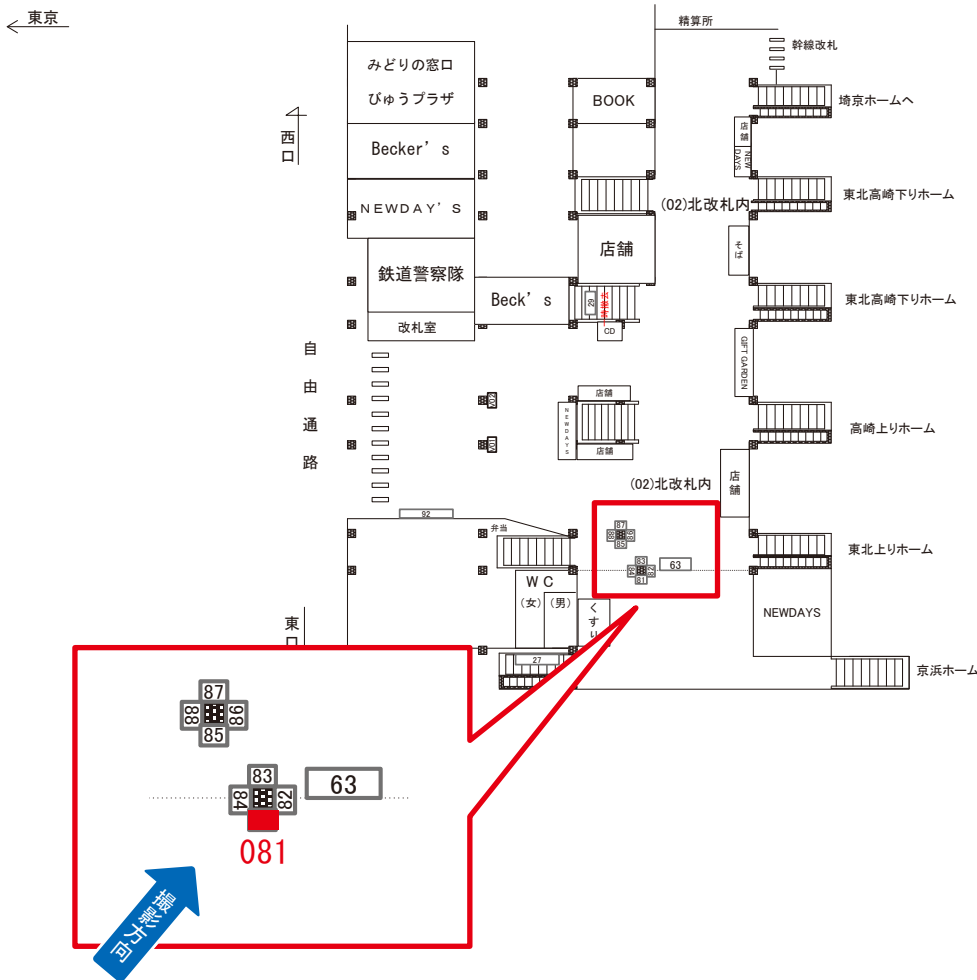 東京
精算所
幹線改札
みどりの窓口
びゅうプラザ
BOOK
埼京ホームへ
西口
Becker’s
店舗
NEW DAYS
NEWDAY’S
(02)北改札内
東北高崎下りホーム
鉄道警察隊
店舗
そば
Beck’s
29
CD
東北高崎下りホーム
改札室
自由通路
GIFT GARDEN
店舗
NEWDAYS
店舗
V02
V01
高崎上りホーム
(02)北改札内
店舗
92
弁当
87
88
86
85
83
84
82
81
63
東北上りホーム
WC
(女)
(男)
くすり
NEWDAYS
東口
27
京浜ホーム
87
88
86
85
83
84
82
63
081
撮影方向